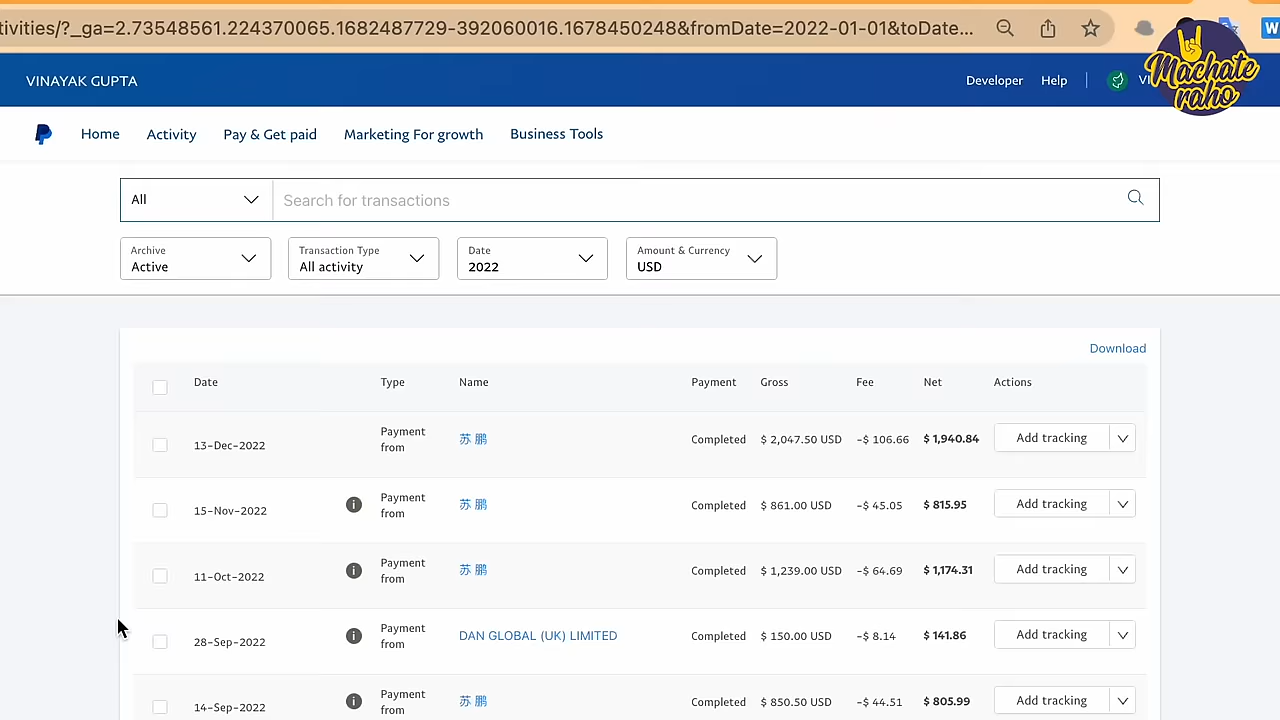 tivities/?_ga=2.73548561.224370065.1682487729-392060016.1678450248&fromDate=2022-01-01&toDate...
W
Machate
raho
VINAYAK GUPTA
Developer Help
Home Activity Pay & Get paid Marketing For growth Business Tools
All Search for transactions
Archive Transaction Type Date Amount & Currency
Active All activity 2022 USD
Download
Date Type Name Payment Gross Fee Net Actions
13-Dec-2022 Payment from 苏 鹏 Completed $ 2,047.50 USD -$ 106.66 $ 1,940.84 Add tracking
15-Nov-2022 Payment from 苏 鹏 Completed $ 861.00 USD -$ 45.05 $ 815.95 Add tracking
11-Oct-2022 Payment from 苏 鹏 Completed $ 1,239.00 USD -$ 64.69 $ 1,174.31 Add tracking
28-Sep-2022 Payment from DAN GLOBAL (UK) LIMITED Completed $ 150.00 USD -$ 8.14 $ 141.86 Add tracking
14-Sep-2022 Payment from 苏 鹏 Completed $ 850.50 USD -$ 44.51 $ 805.99 Add tracking